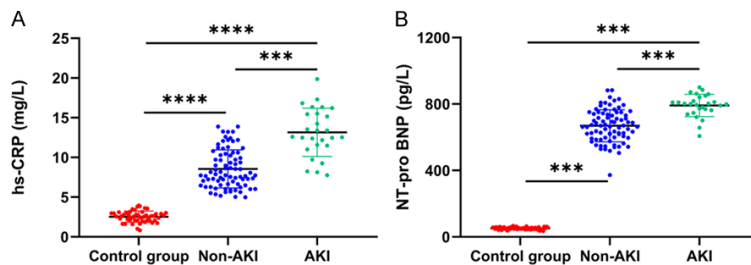 A
hs-CRP (mg/L)
25
20
15
10
5
0
****
****
***
Control group Non-AKI AKI
B
NT-pro BNP (pg/L)
1200
800
400
0
***
***
***
Control group Non-AKI AKI